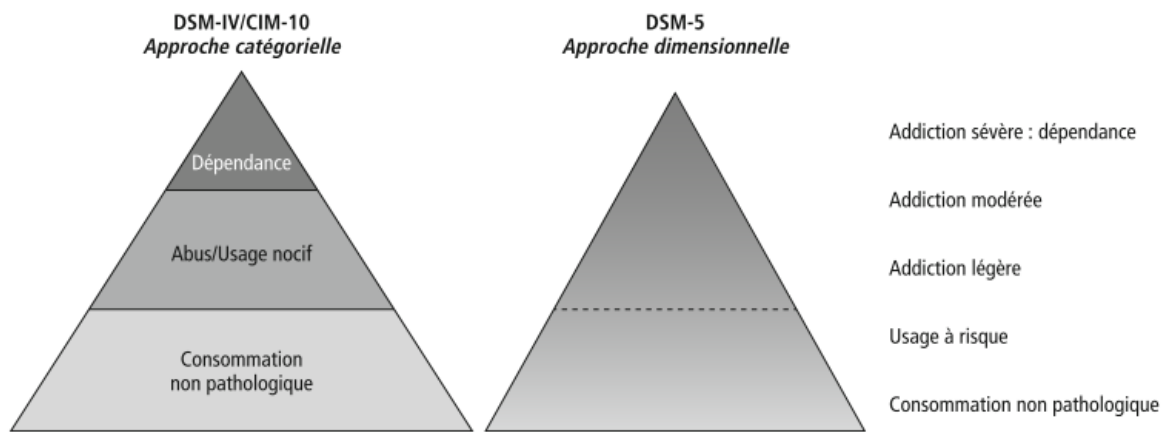 DSM-IV/CIM-10
Approche catégorielle
Dépendance
Abus/Usage nocif
Consommation
non pathologique
DSM-5
Approche dimensionnelle
Addiction sévère : dépendance
Addiction modérée
Addiction légère
Usage à risque
Consommation non pathologique